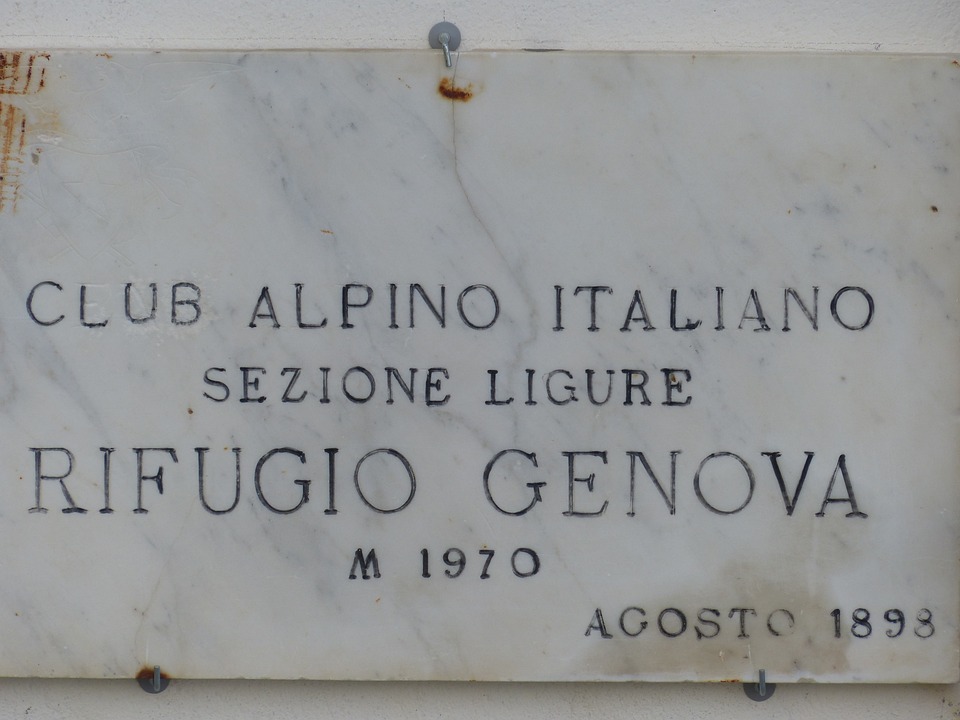 CLUB ALPINO ITALIANO
SEZIONE LIGURE
RIFUGIO GENOVA
M 1970
AGOSTO 1898